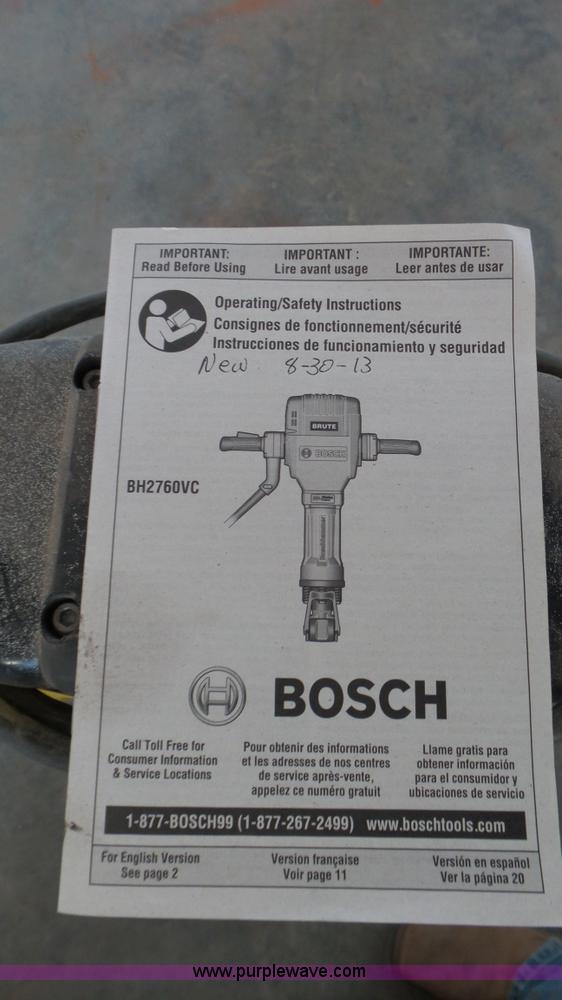 IMPORTANT: IMPORTANT : IMPORTANTE:
Read Before Using Lire avant usage Leer antes de usar
Operating/Safety Instructions
Consignes de fonctionnement/sécurité
Instrucciones de funcionamiento y seguridad
New 8-30-13
BRUTE
BOSCH
BH2760VC
BOSCH
Call Toll Free for
Consumer Information
& Service Locations
Pour obtenir des informations
et les adresses de nos centres
de service après-vente,
appelez ce numéro gratuit
Llame gratis para
obtener información
para el consumidor y
ubicaciones de servicio
1-877-BOSCH99 (1-877-267-2499) www.boschtools.com
For English Version
See page 2
Version française
Voir page 11
Versión en español
Ver la página 20
www.purplewave.com